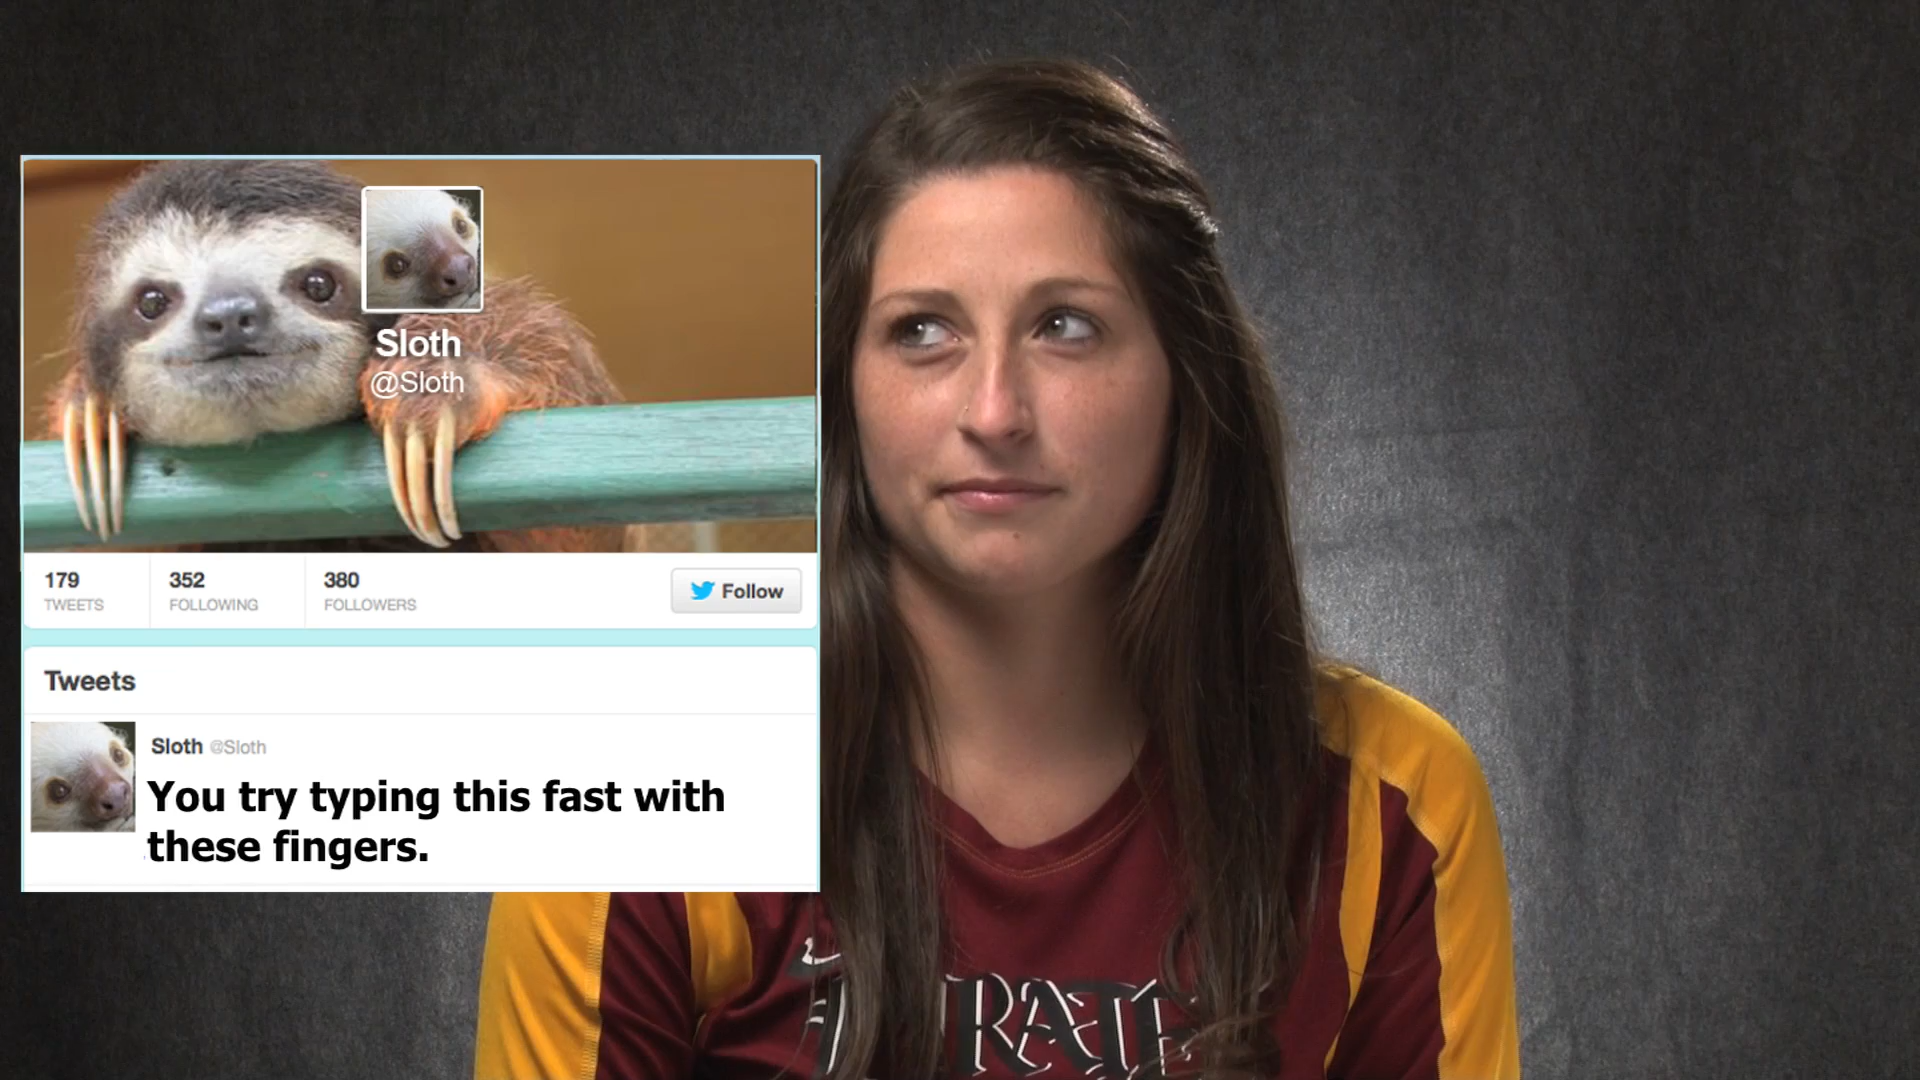 Sloth
@Sloth
179 352 380
TWEETS FOLLOWING FOLLOWERS
Follow
Tweets
Sloth @Sloth
You try typing this fast with
these fingers.